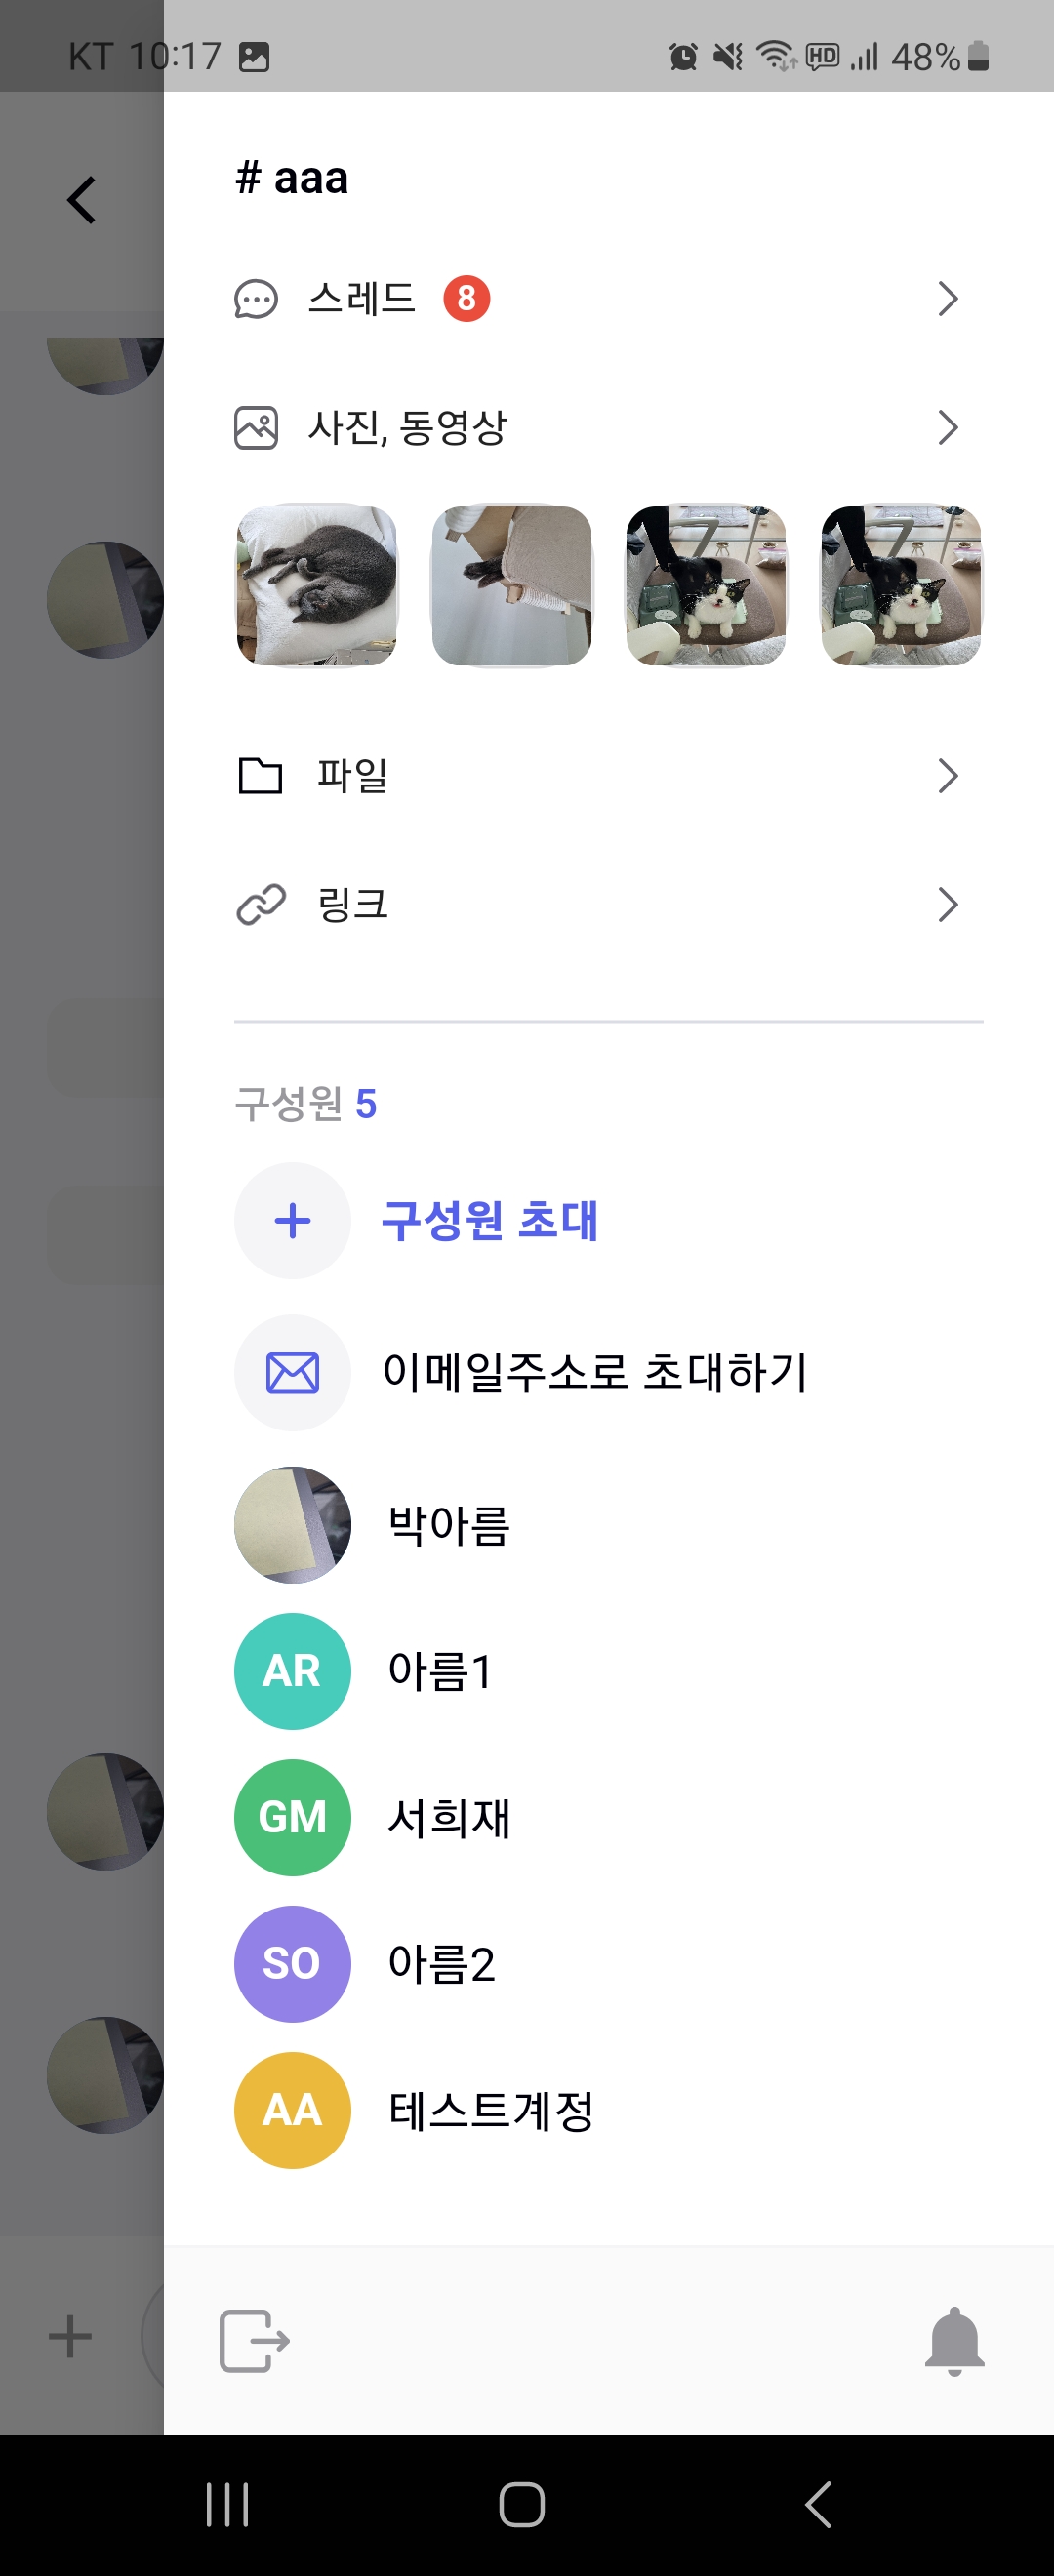 KT 10:17 HD 48%
# aaa
스레드 8
사진, 동영상
파일
링크
구성원 5
구성원 초대
이메일주소로 초대하기
박아름
AR 아름1
GM 서희재
SO 아름2
AA 테스트계정